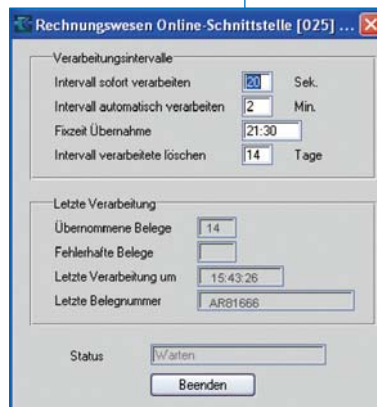 Rechnungswesen Online-Schnittstelle [025] ...
Verarbeitungsintervalle
Intervall sofort verarbeiten 20 Sek.
Intervall automatisch verarbeiten 2 Min.
Fixzeit Übernahme 21:30
Intervall verarbeitete löschen 14 Tage
Letzte Verarbeitung
Übernommene Belege 14
Fehlerhafte Belege
Letzte Verarbeitung um 15:43:26
Letzte Belegnummer AR81666
Status Warten
Beenden